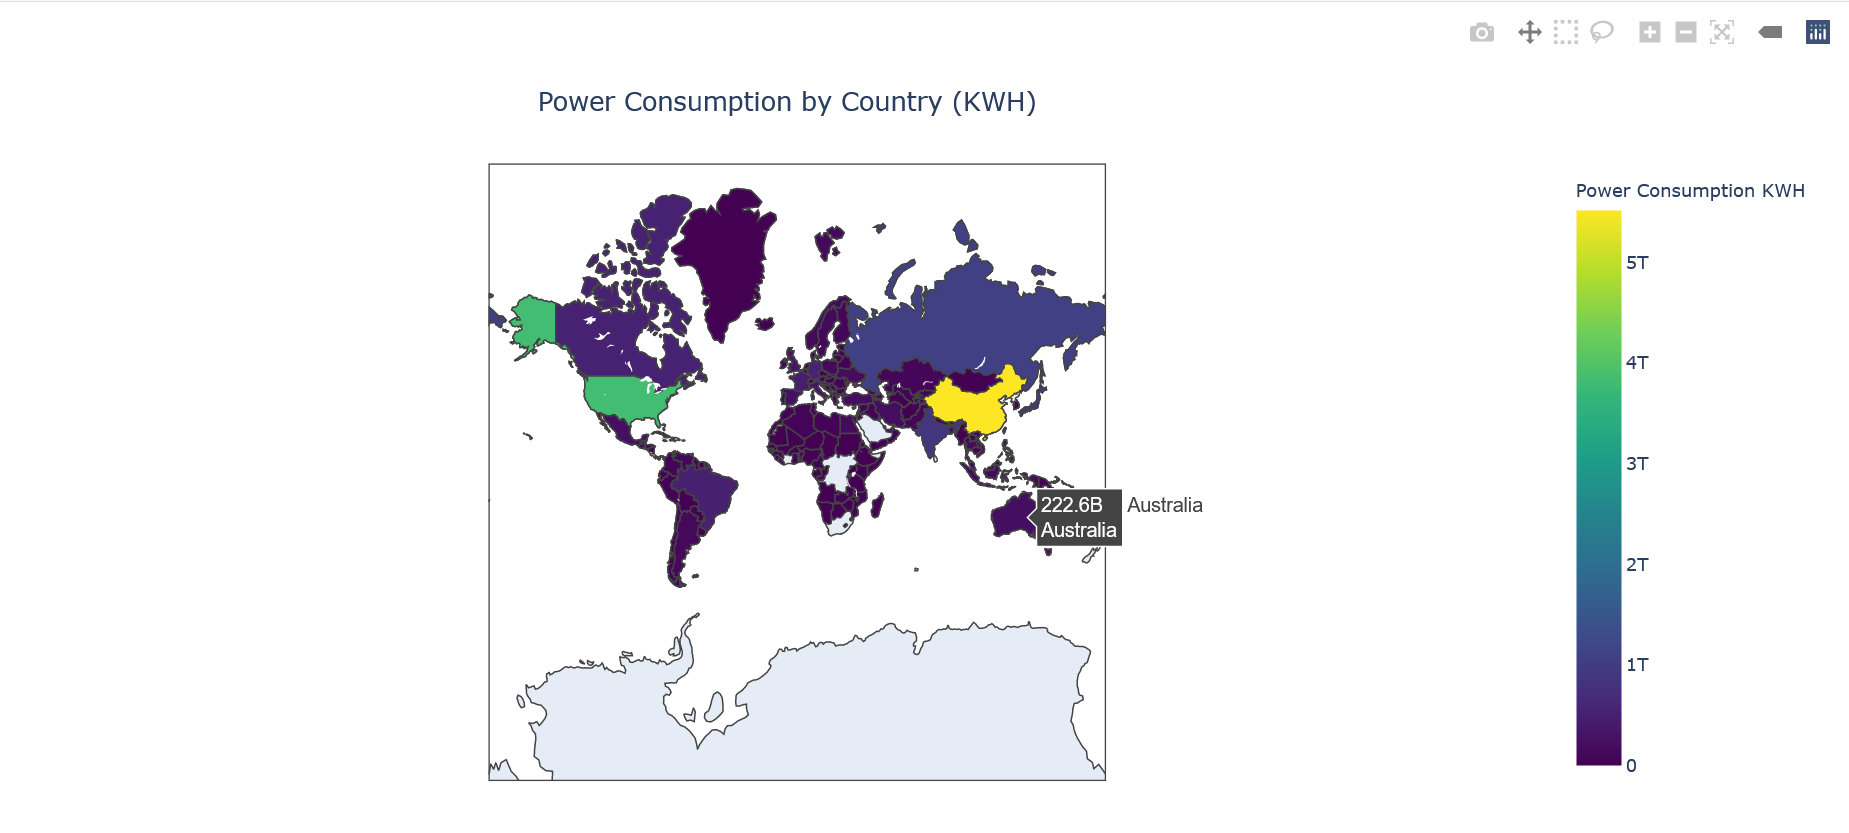 Power Consumption by Country (KWH)
Power Consumption KWH
5T
4T
3T
2T
1T
0
222.6B
Australia
Australia